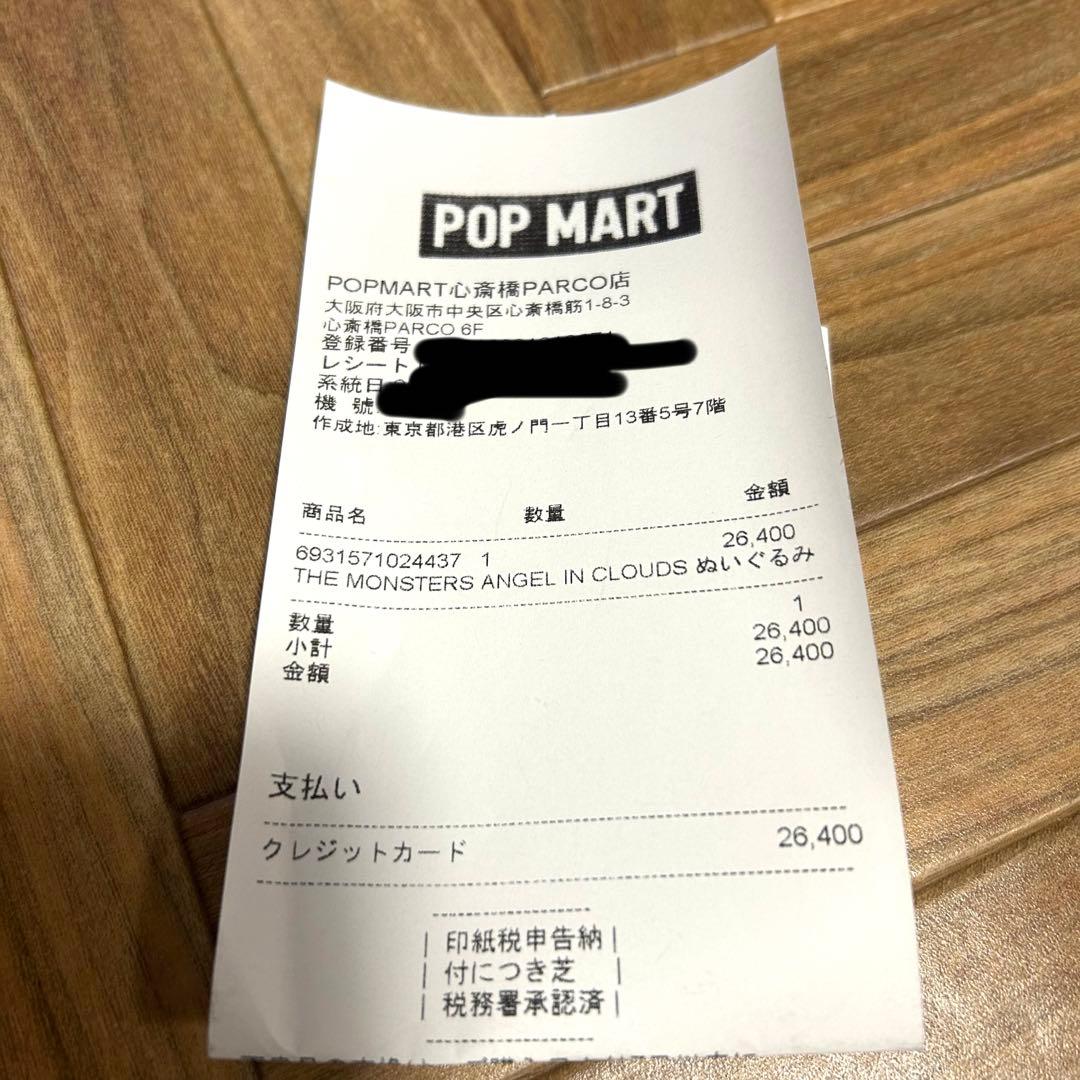 POP MART
POPMART心斎橋PARCO店
大阪府大阪市中央区心斎橋筋1-8-3
心斎橋PARCO 6F
登録番号
レシート
系統日
機 號:
作成地:東京都港区虎ノ門一丁目13番5号7階
商品名 数量 金額
6931571024437 1 26,400
THE MONSTERS ANGEL IN CLOUDS ぬいぐるみ
数量 1
小計 26,400
金額 26,400
支払い
クレジットカード 26,400
印紙税申告納
付につき芝
税務署承認済